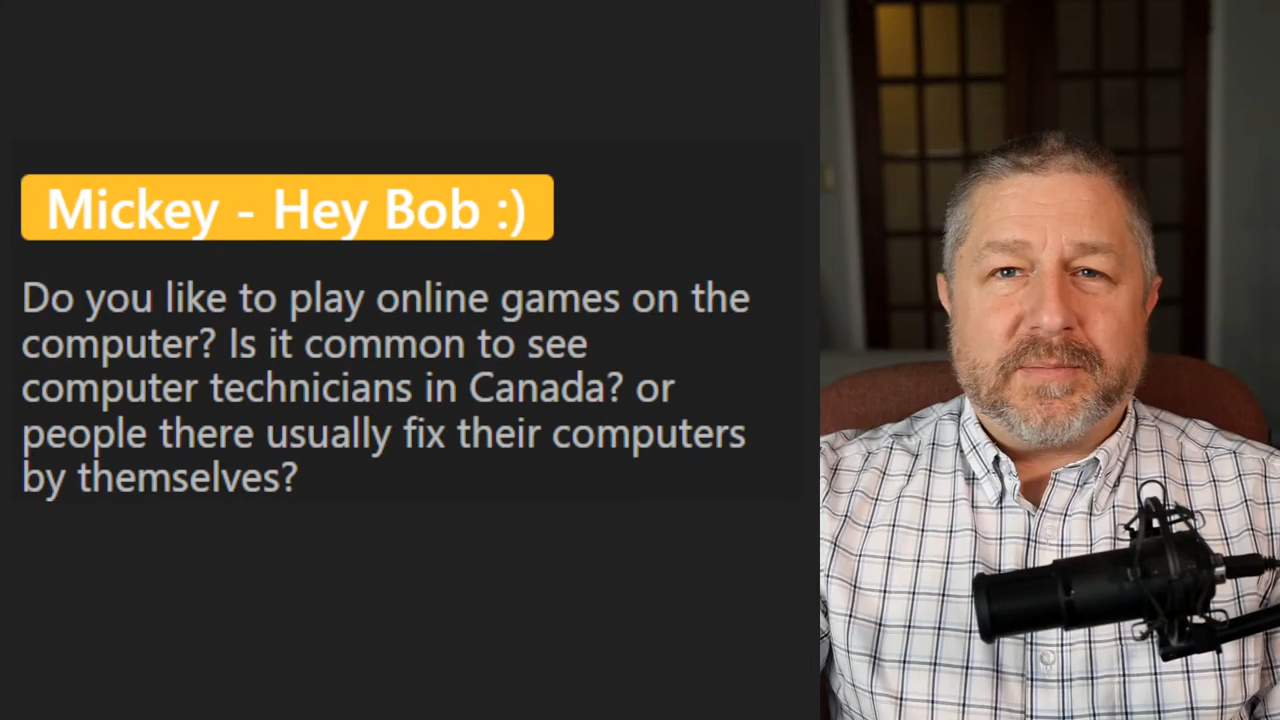 Mickey - Hey Bob :)
Do you like to play online games on the
computer? Is it common to see
computer technicians in Canada? or
people there usually fix their computers
by themselves?